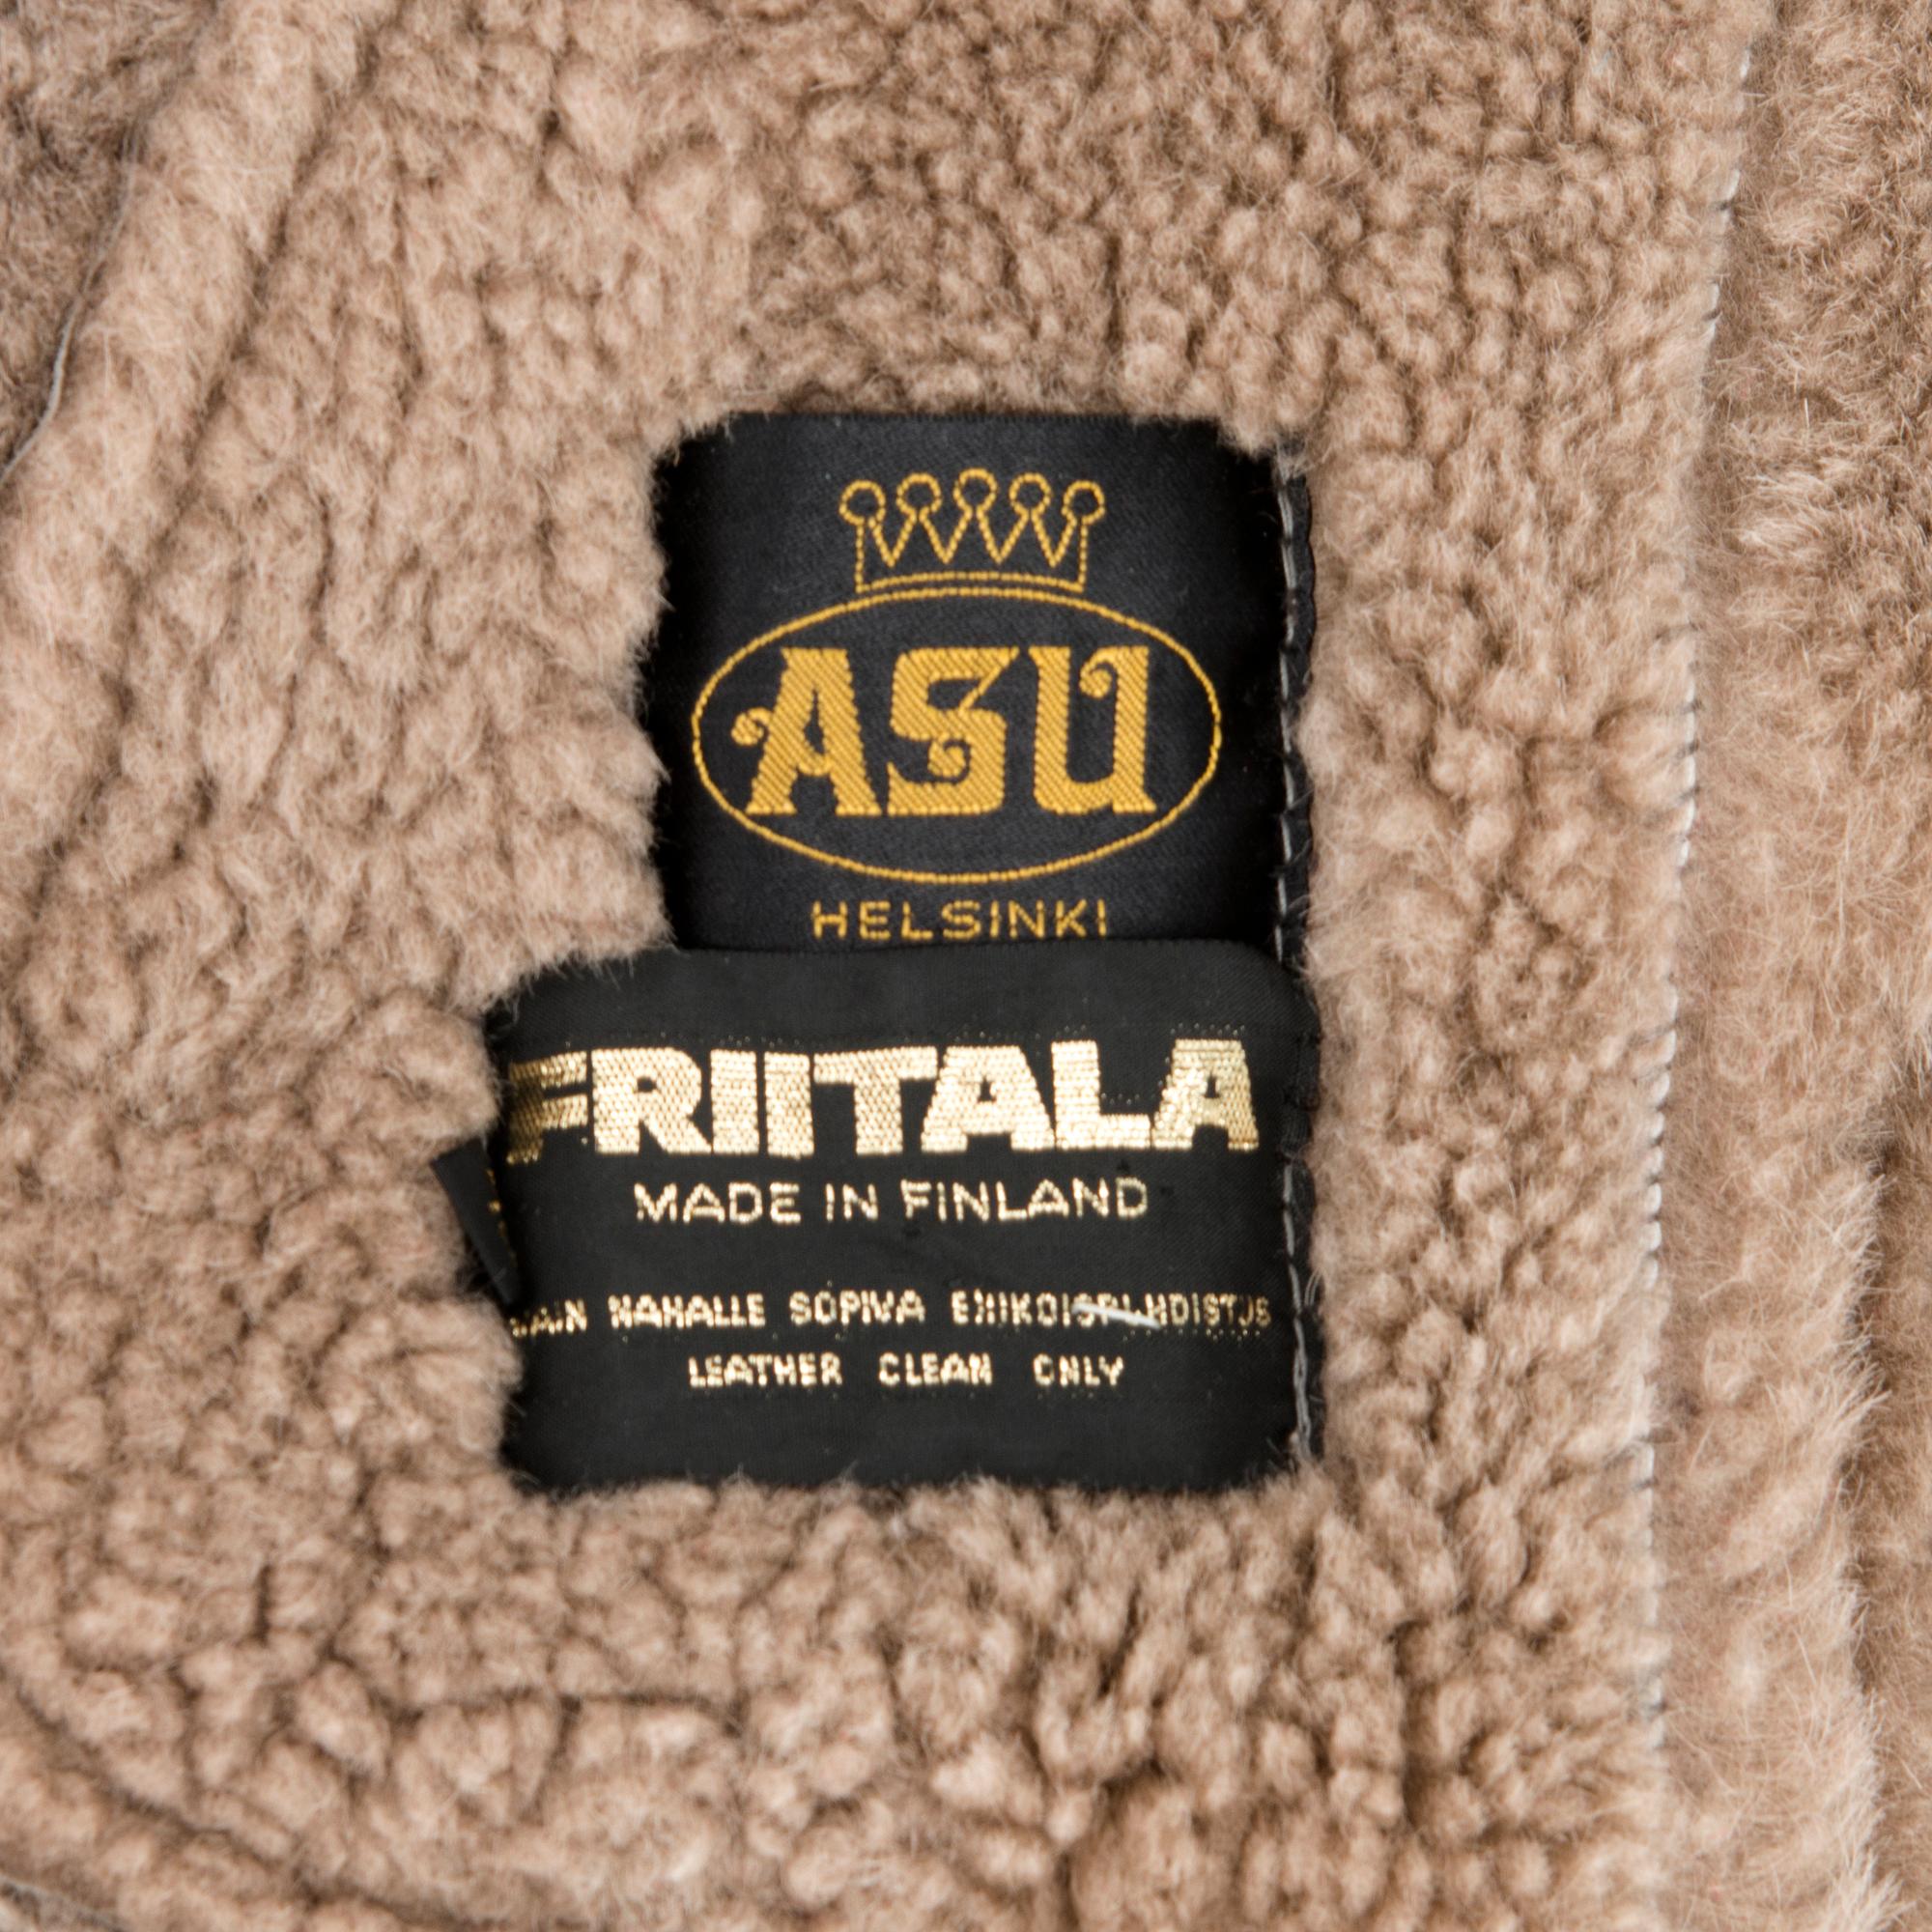 ASU
HELSINKI
FRIITALA
MADE IN FINLAND
NAHALLE SOPIVA
LEATHER CLEAN ONLY